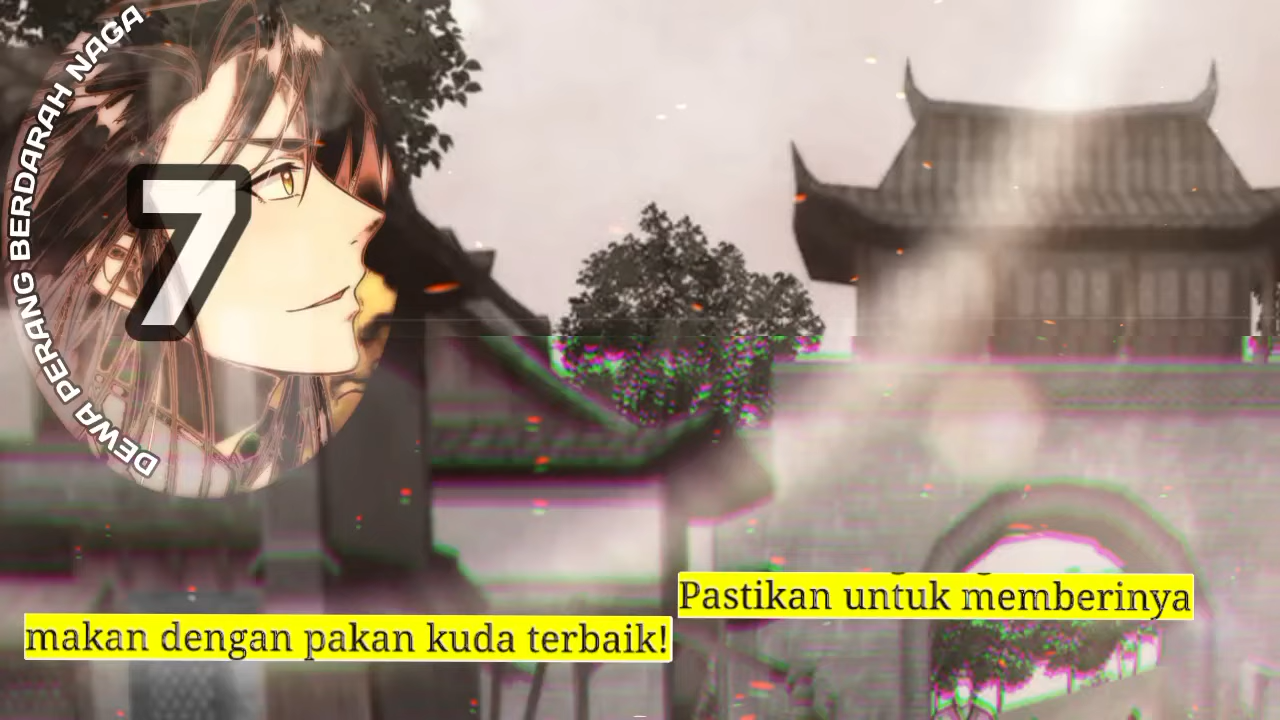 DEWA PERANG BERDARAH NAGA
7
Pastikan untuk memberinya
makan dengan pakan kuda terbaik!